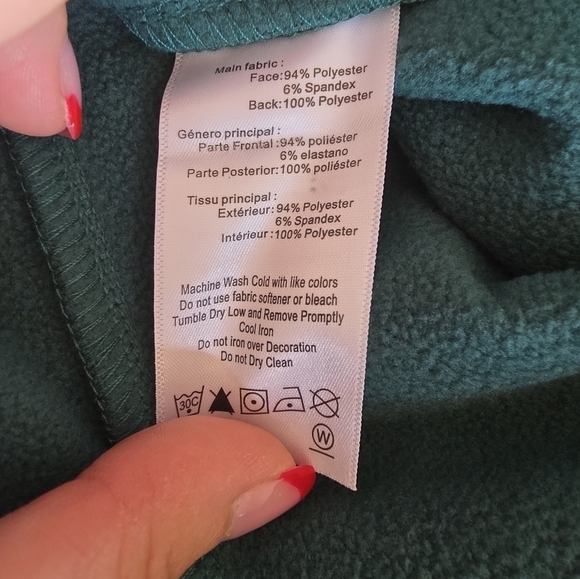 Main fabric :
Face:94% Polyester
6% Spandex
Back:100% Polyester
Género principal :
Parte Frontal :94% poliéster
6% elastano
Parte Posterior:100% poliéster
Tissu principal :
Extérieur:94% Polyester
6% Spandex
Intérieur :100% Polyester
Machine Wash Cold with like colors
Do not use fabric softener or bleach
Tumble Dry Low and Remove Promptly
Cool Iron
Do not iron over Decoration
Do not Dry Clean
30C
W